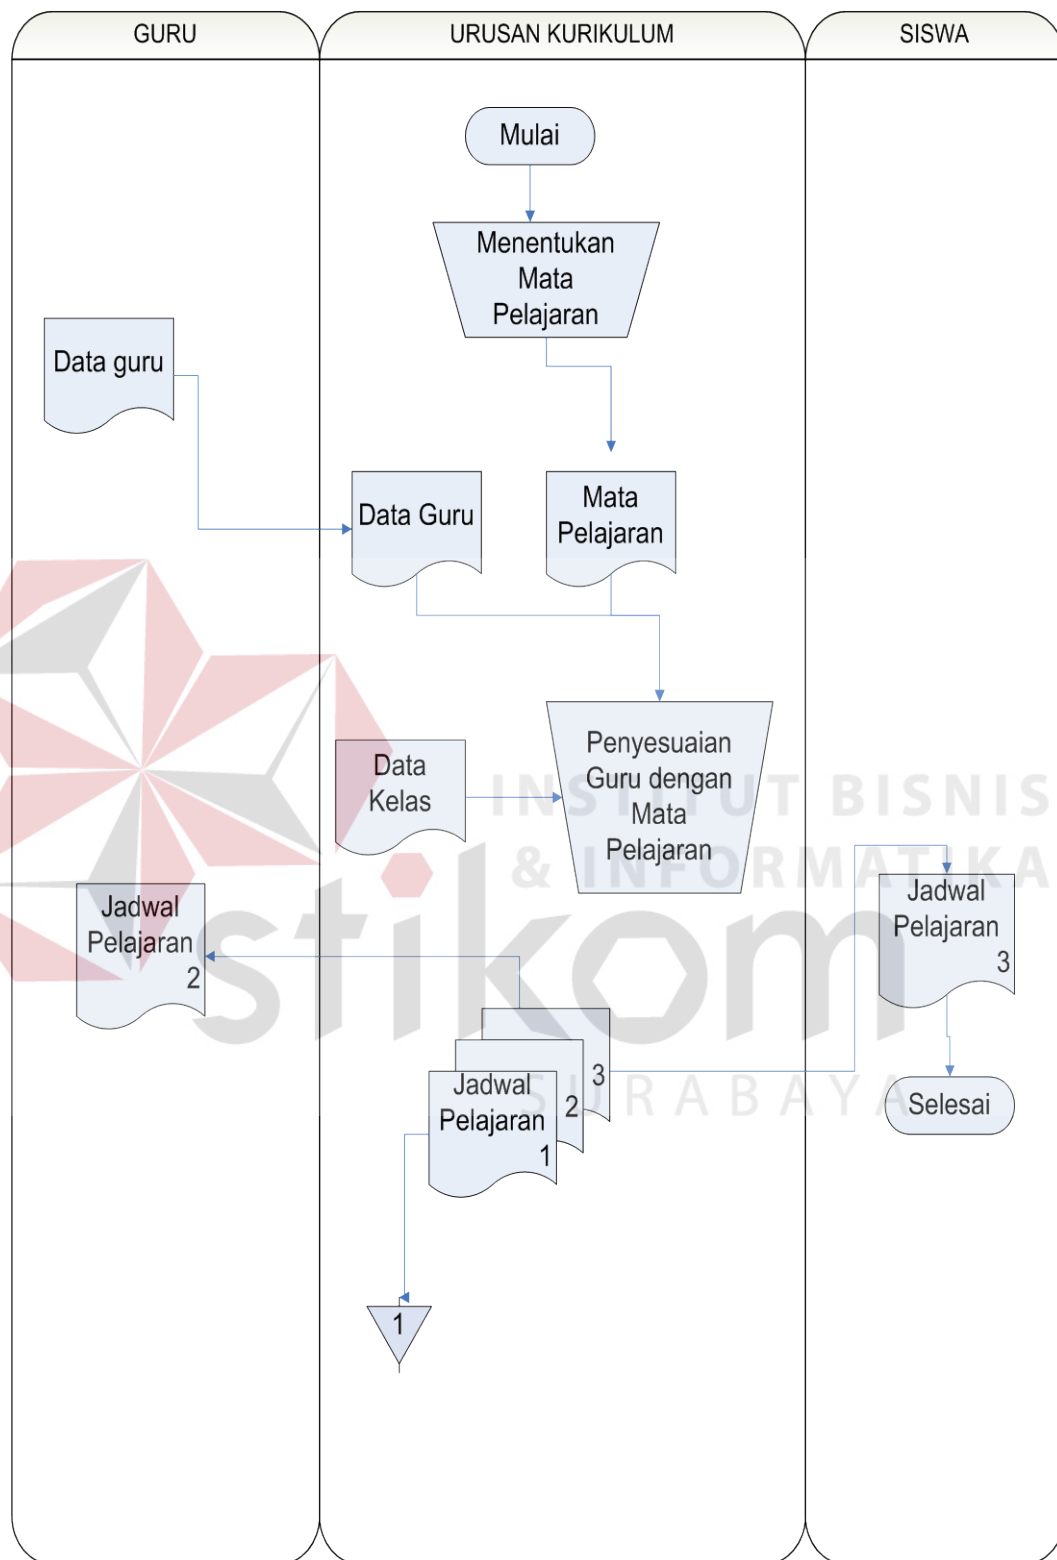 GURU
URUSAN KURIKULUM
SISWA
Mulai
Menentukan
Mata
Pelajaran
Data guru
Data Guru
Mata
Pelajaran
Penyesuaian
Guru dengan
Mata
Pelajaran
Data
Kelas
INSTITUT BISNIS
& INFORMATIKA
stikom
SURABAYA
Jadwal
Pelajaran
2
Jadwal
Pelajaran
3
3
2
Jadwal
Pelajaran
1
Selesai
1